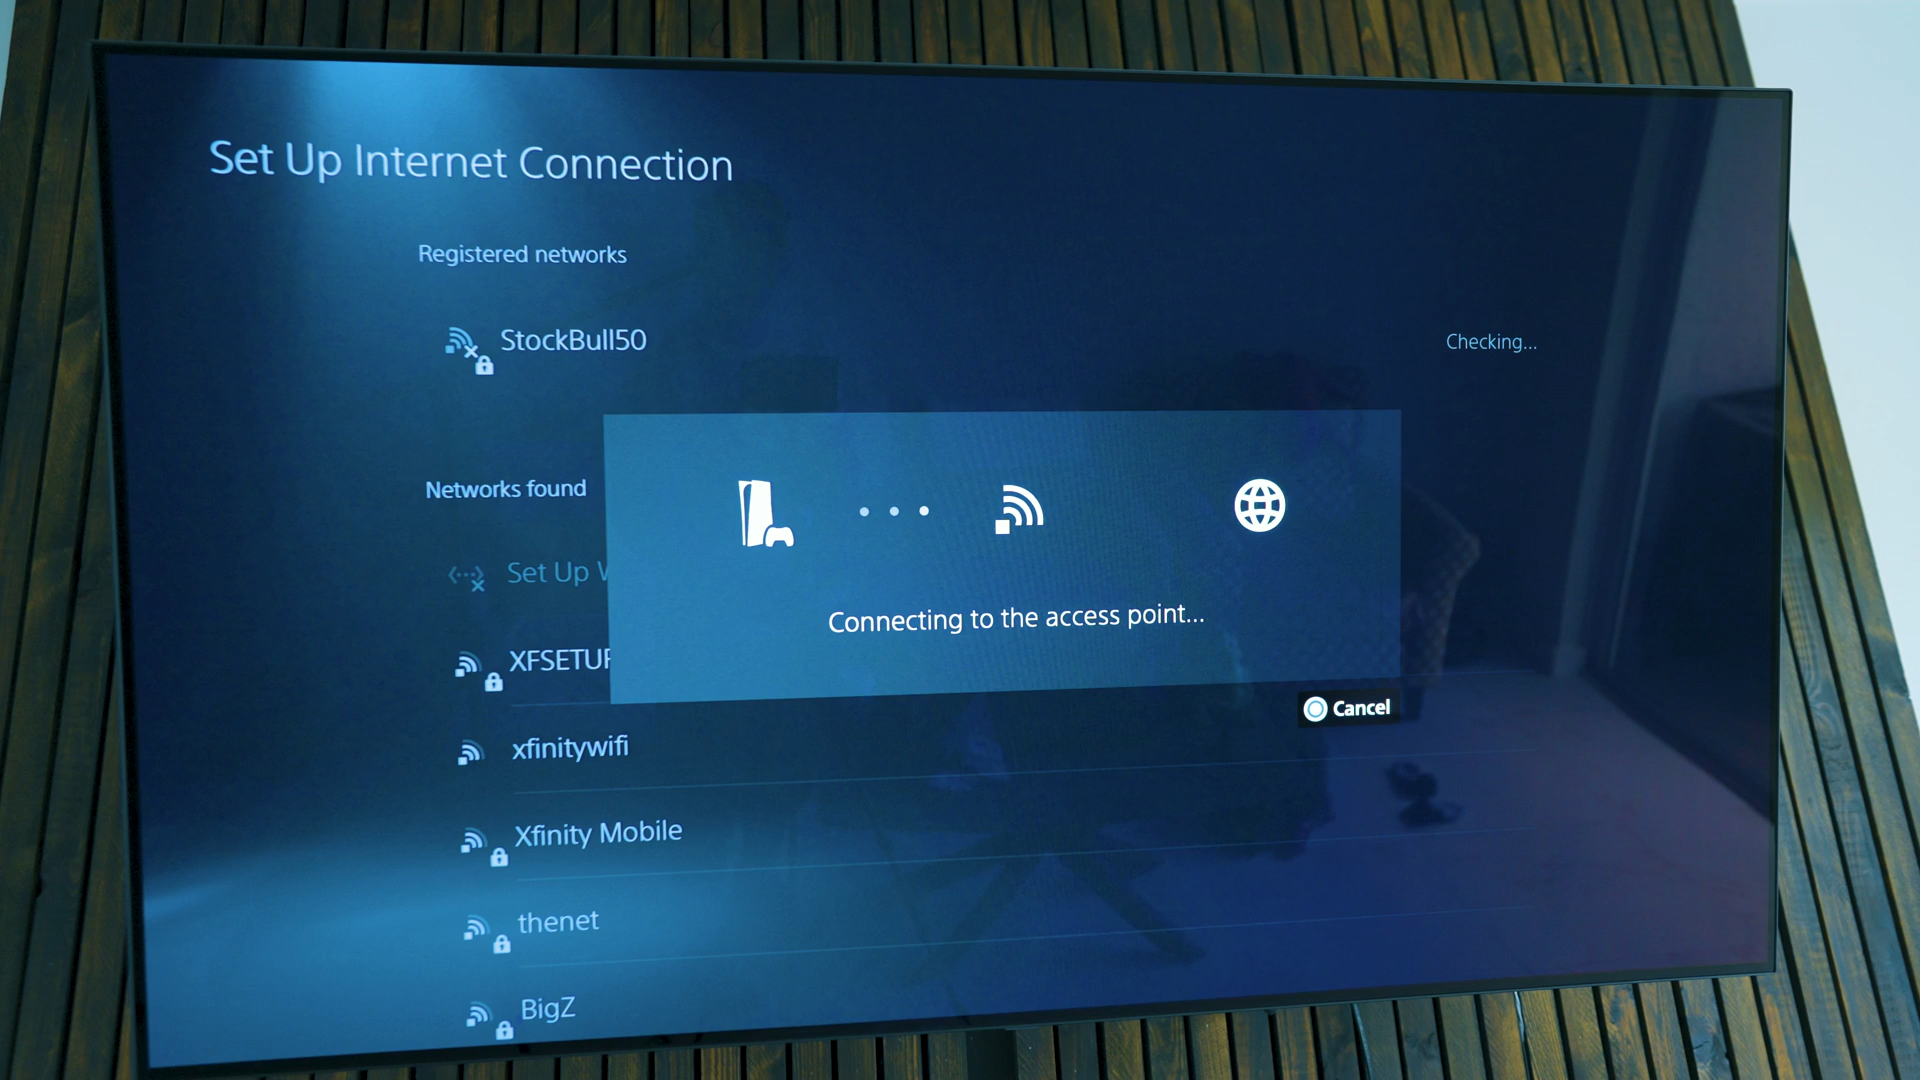 Set Up Internet Connection
Registered networks
StockBull50
Checking...
Networks found
Set Up
XFSETUP
Connecting to the access point...
Cancel
xfinitywifi
Xfinity Mobile
thenet
BigZ